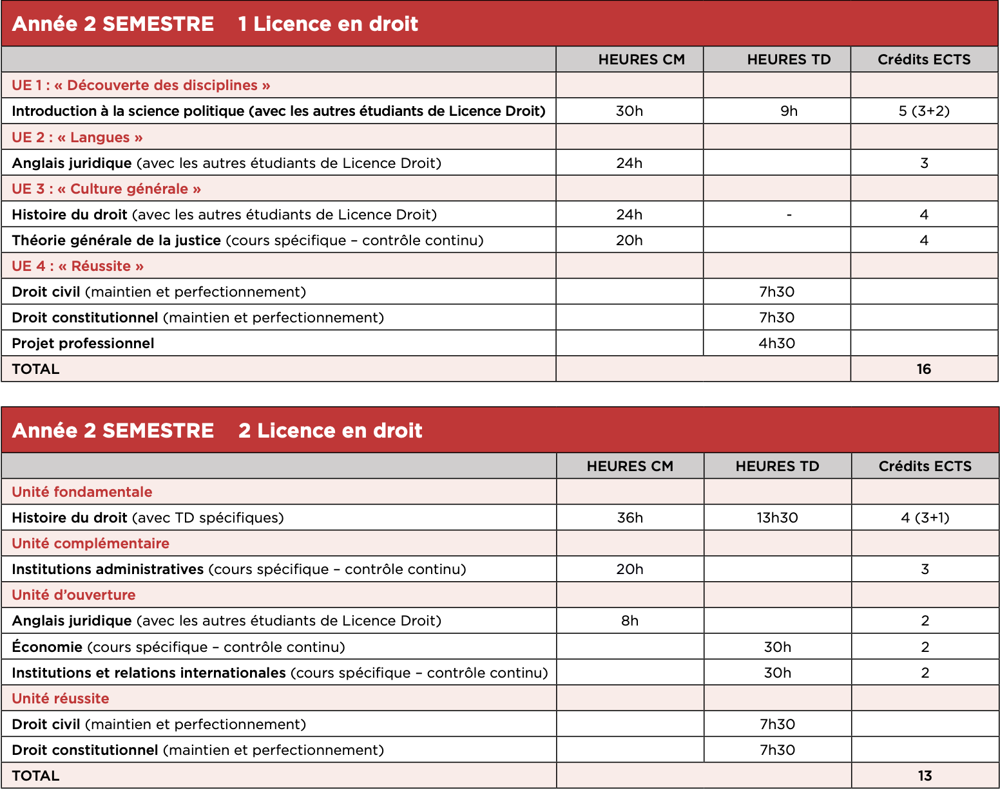 Année 2 SEMESTRE 1 Licence en droit
HEURES CM HEURES TD Crédits ECTS
UE 1 : « Découverte des disciplines »
Introduction à la science politique (avec les autres étudiants de Licence Droit) 30h 9h 5 (3+2)
UE 2 : « Langues »
Anglais juridique (avec les autres étudiants de Licence Droit) 24h 3
UE 3 : « Culture générale »
Histoire du droit (avec les autres étudiants de Licence Droit) 24h - 4
Théorie générale de la justice (cours spécifique – contrôle continu) 20h 4
UE 4 : « Réussite »
Droit civil (maintien et perfectionnement) 7h30
Droit constitutionnel (maintien et perfectionnement) 7h30
Projet professionnel 4h30
TOTAL 16
Année 2 SEMESTRE 2 Licence en droit
HEURES CM HEURES TD Crédits ECTS
Unité fondamentale
Histoire du droit (avec TD spécifiques) 36h 13h30 4 (3+1)
Unité complémentaire
Institutions administratives (cours spécifique – contrôle continu) 20h 3
Unité d’ouverture
Anglais juridique (avec les autres étudiants de Licence Droit) 8h 2
Économie (cours spécifique – contrôle continu) 30h 2
Institutions et relations internationales (cours spécifique – contrôle continu) 30h 2
Unité réussite
Droit civil (maintien et perfectionnement) 7h30
Droit constitutionnel (maintien et perfectionnement) 7h30
TOTAL 13